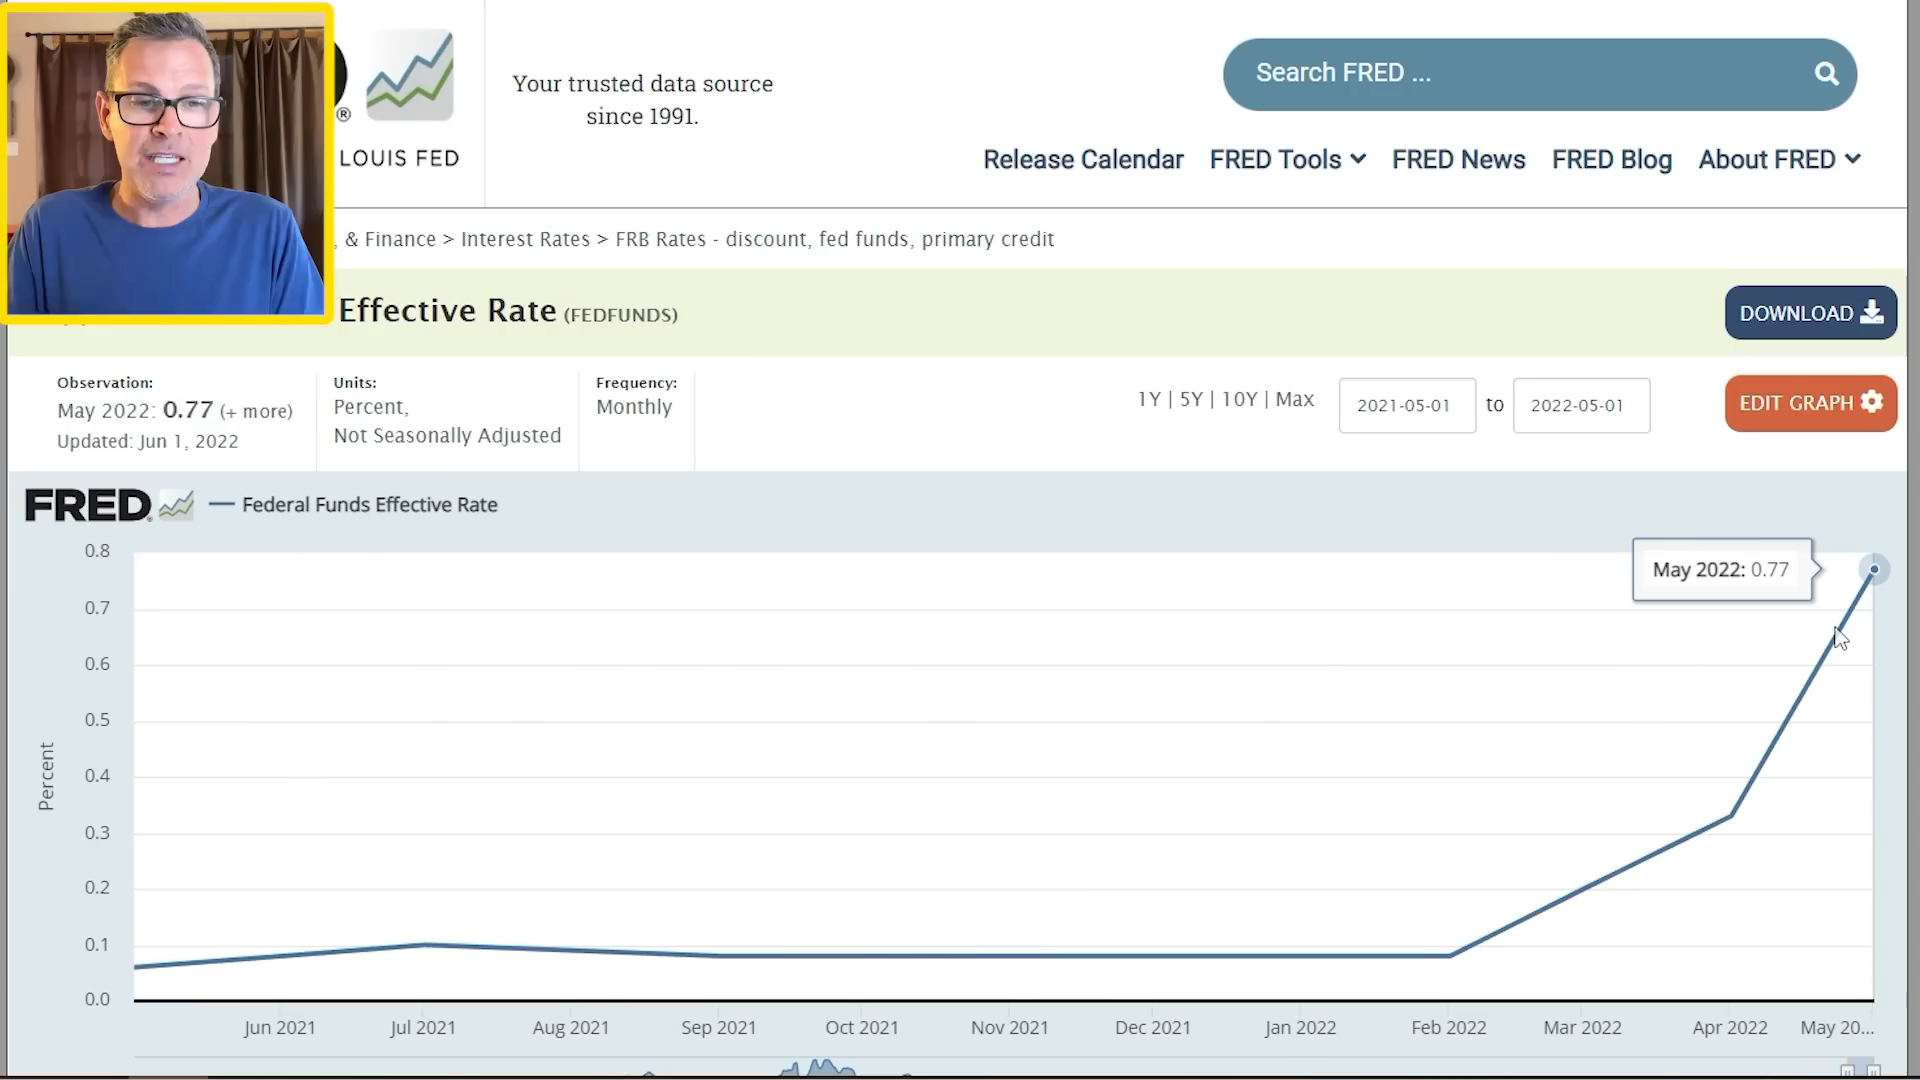 ®
LOUIS FED
Your trusted data source
since 1991.
Search FRED ...
Release Calendar
FRED Tools
FRED News
FRED Blog
About FRED
& Finance > Interest Rates > FRB Rates - discount, fed funds, primary credit
Effective Rate (FEDFUNDS)
DOWNLOAD
Observation:
May 2022: 0.77 (+ more)
Updated: Jun 1, 2022
Units:
Percent,
Not Seasonally Adjusted
Frequency:
Monthly
1Y | 5Y | 10Y | Max
2021-05-01 to 2022-05-01
EDIT GRAPH
FRED
Federal Funds Effective Rate
0.8
0.7
0.6
0.5
0.4
0.3
0.2
0.1
0.0
Percent
May 2022: 0.77
Jun 2021
Jul 2021
Aug 2021
Sep 2021
Oct 2021
Nov 2021
Dec 2021
Jan 2022
Feb 2022
Mar 2022
Apr 2022
May 20...